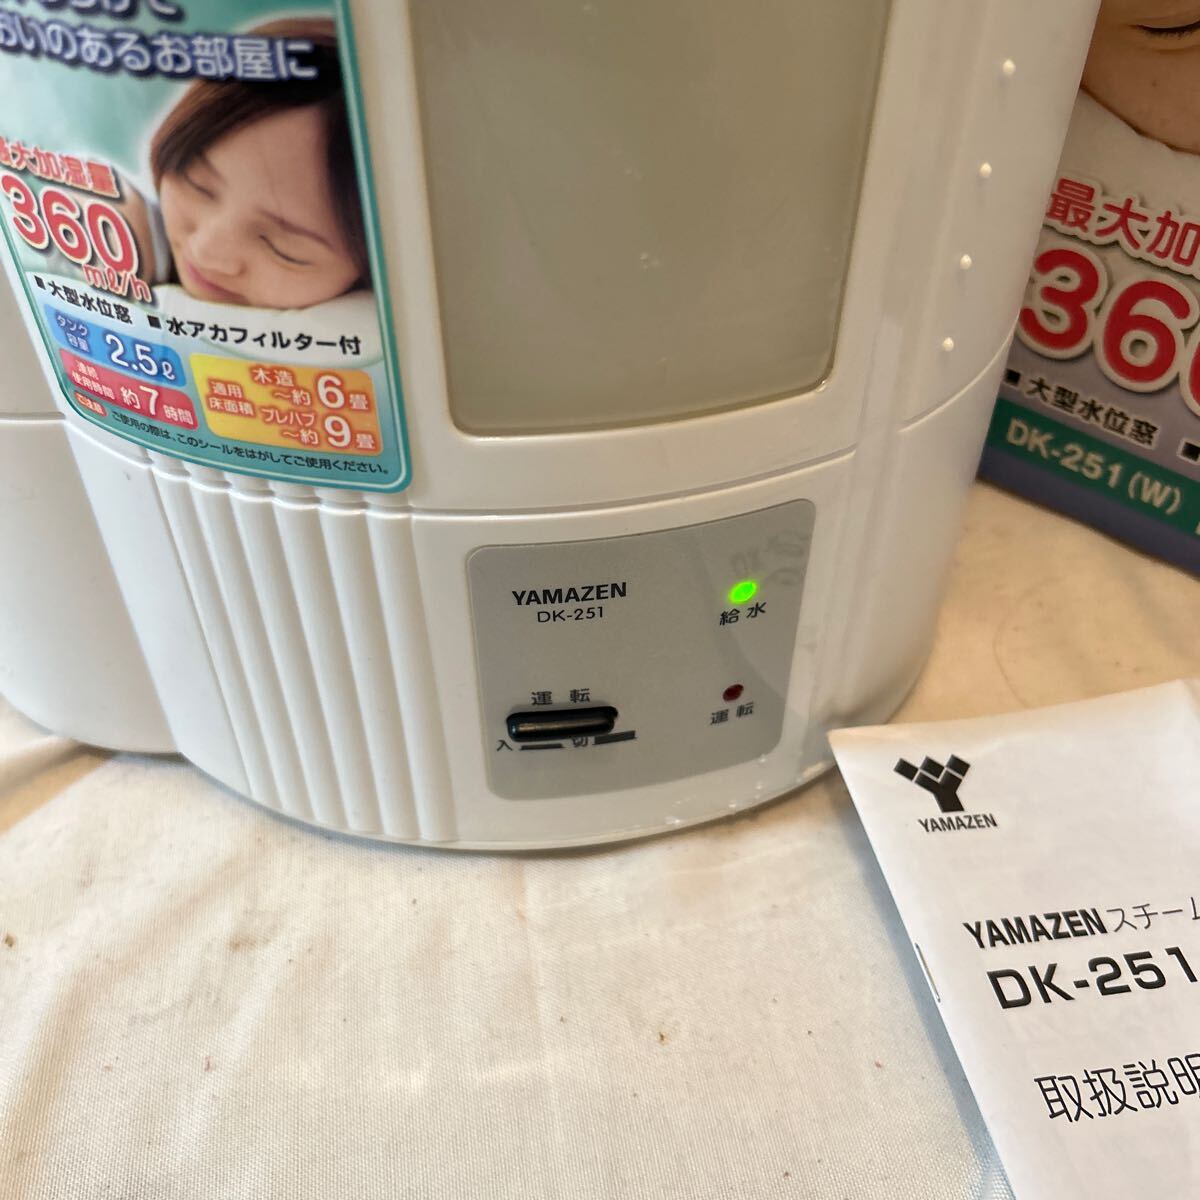 おいのあるお部屋に
最大加湿量
360
mℓ/h
■大型水位窓 ■水アカフィルター付
タンク容量 2.5ℓ
連続使用時間 約7時間
適用床面積
木造〜約6畳
プレハブ〜約9畳
ご注意 ご使用の際は、このシールをはがしてご使用ください。
YAMAZEN
DK-251
給水
運転
入 切
運転
最大加
36
■大型水位窓
DK-251(W)
YAMAZEN
YAMAZENスチーム
DK-251
取扱説明